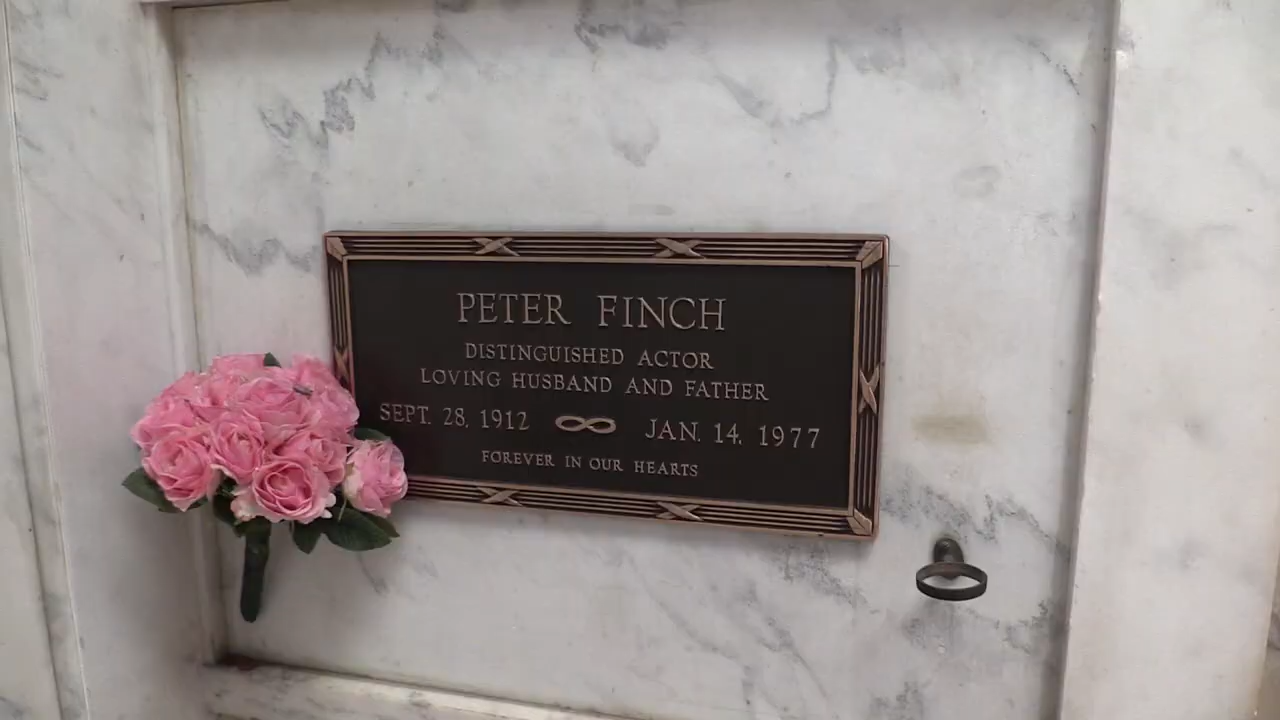 PETER FINCH
DISTINGUISHED ACTOR
LOVING HUSBAND AND FATHER
SEPT. 28, 1912 JAN. 14, 1977
FOREVER IN OUR HEARTS